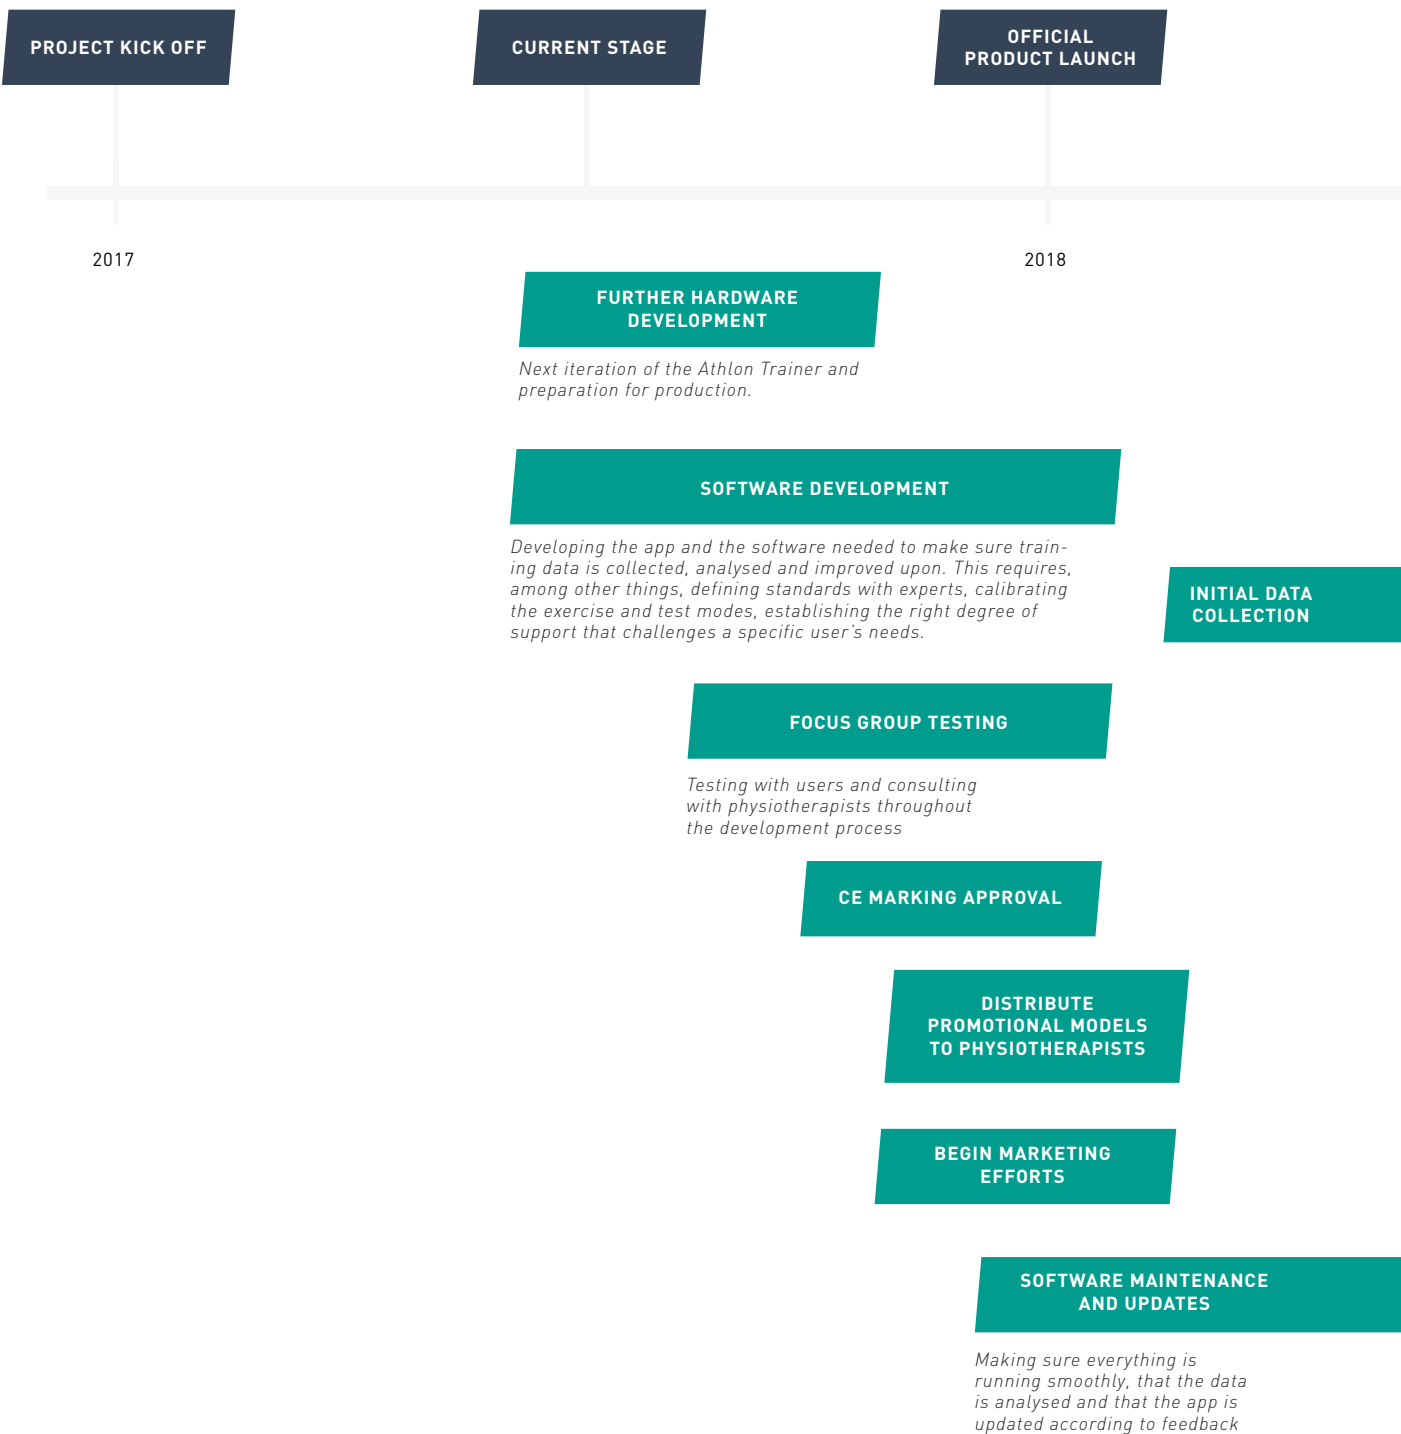 PROJECT KICK OFF
CURRENT STAGE
OFFICIAL
PRODUCT LAUNCH
2017
2018
FURTHER HARDWARE
DEVELOPMENT
Next iteration of the Athlon Trainer and
preparation for production.
SOFTWARE DEVELOPMENT
Developing the app and the software needed to make sure train-
ing data is collected, analysed and improved upon. This requires,
among other things, defining standards with experts, calibrating
the exercise and test modes, establishing the right degree of
support that challenges a specific user's needs.
INITIAL DATA
COLLECTION
FOCUS GROUP TESTING
Testing with users and consulting
with physiotherapists throughout
the development process
CE MARKING APPROVAL
DISTRIBUTE
PROMOTIONAL MODELS
TO PHYSIOTHERAPISTS
BEGIN MARKETING
EFFORTS
SOFTWARE MAINTENANCE
AND UPDATES
Making sure everything is
running smoothly, that the data
is analysed and that the app is
updated according to feedback